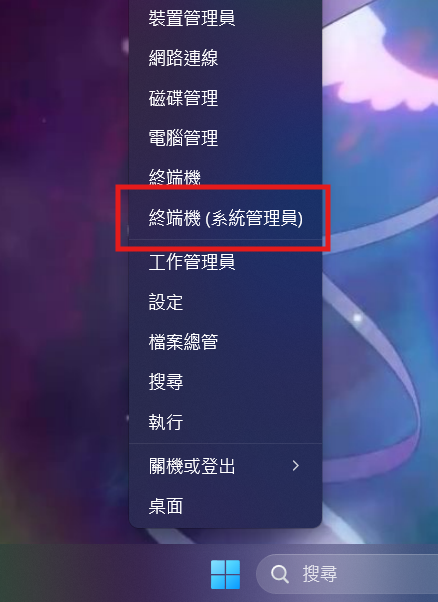 裝置管理員
網路連線
磁碟管理
電腦管理
終端機
終端機 (系統管理員)
工作管理員
設定
檔案總管
搜尋
執行
關機或登出
桌面
搜尋